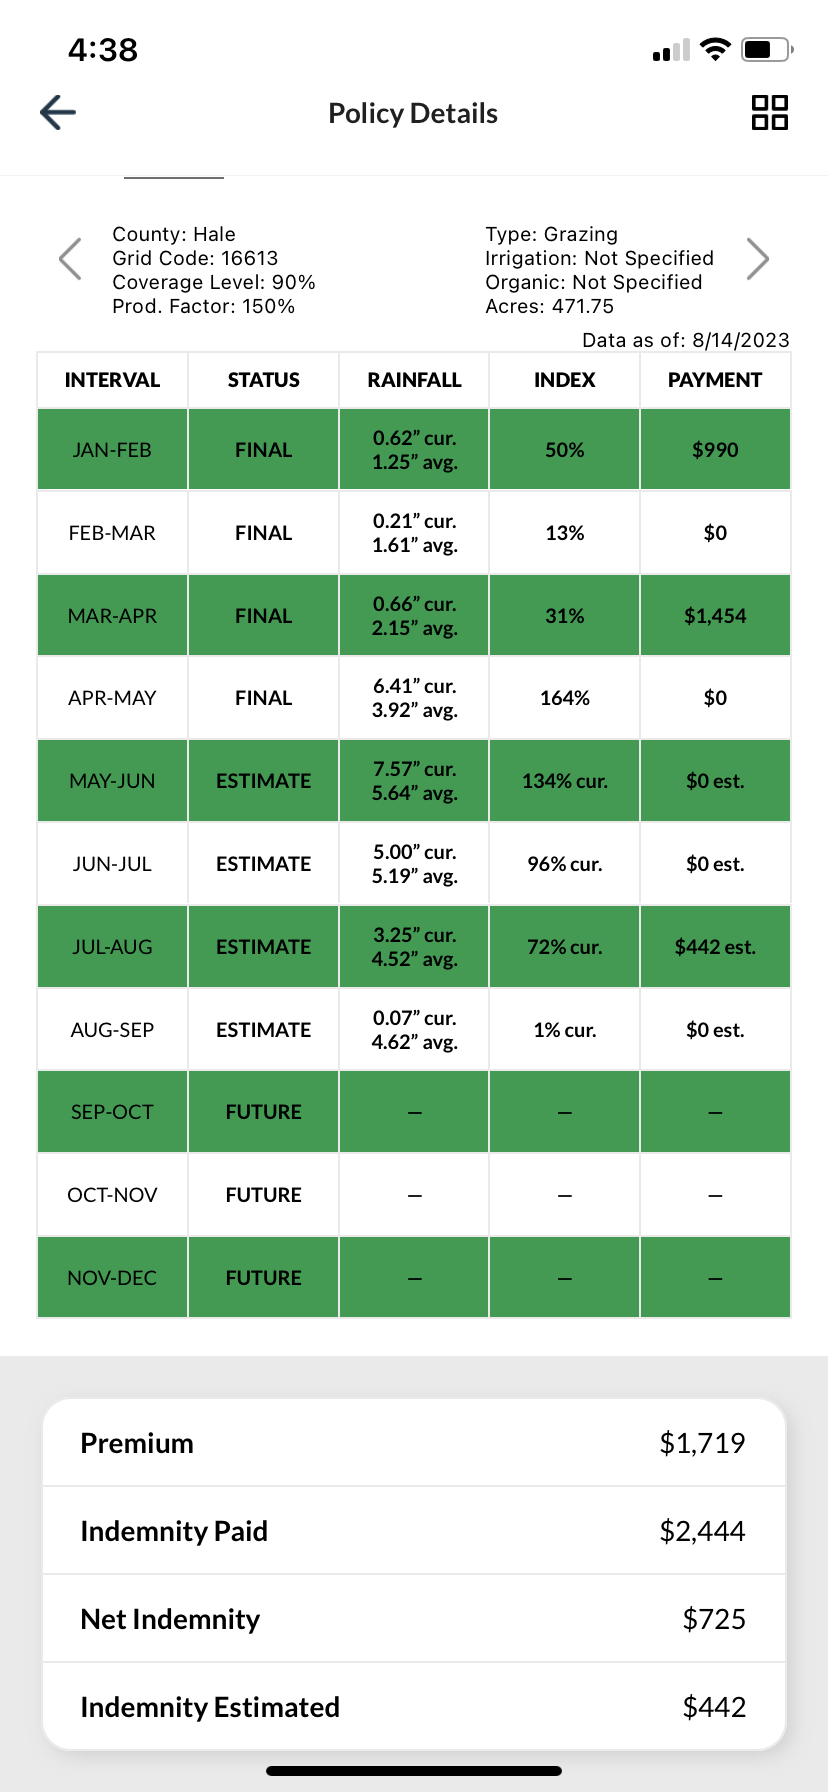 4:38
Policy Details
County: Hale
Grid Code: 16613
Coverage Level: 90%
Prod. Factor: 150%
Type: Grazing
Irrigation: Not Specified
Organic: Not Specified
Acres: 471.75
Data as of: 8/14/2023
INTERVAL STATUS RAINFALL INDEX PAYMENT
JAN-FEB FINAL 0.62” cur. 1.25” avg. 50% $990
FEB-MAR FINAL 0.21” cur. 1.61” avg. 13% $0
MAR-APR FINAL 0.66” cur. 2.15” avg. 31% $1,454
APR-MAY FINAL 6.41” cur. 3.92” avg. 164% $0
MAY-JUN ESTIMATE 7.57” cur. 5.64” avg. 134% cur. $0 est.
JUN-JUL ESTIMATE 5.00” cur. 5.19” avg. 96% cur. $0 est.
JUL-AUG ESTIMATE 3.25” cur. 4.52” avg. 72% cur. $442 est.
AUG-SEP ESTIMATE 0.07” cur. 4.62” avg. 1% cur. $0 est.
SEP-OCT FUTURE – – –
OCT-NOV FUTURE – – –
NOV-DEC FUTURE – – –
Premium $1,719
Indemnity Paid $2,444
Net Indemnity $725
Indemnity Estimated $442